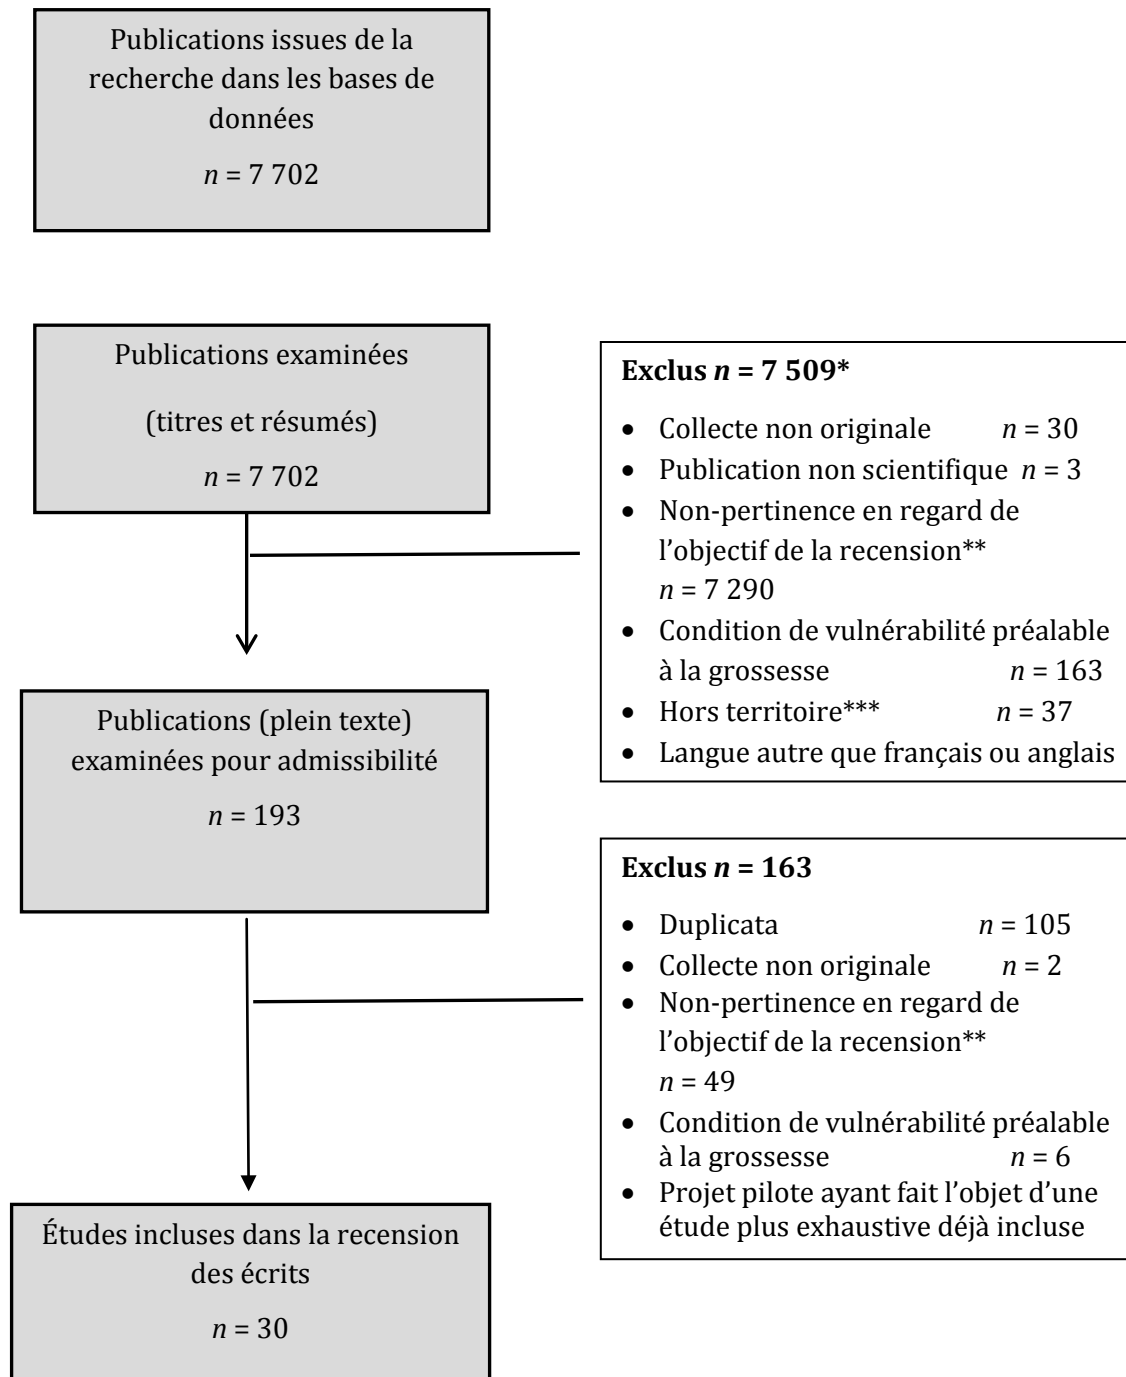 Publications issues de la
recherche dans les bases de
données
n = 7 702
Publications examinées
(titres et résumés)
n = 7 702
Exclus n = 7 509*
• Collecte non originale n = 30
• Publication non scientifique n = 3
• Non-pertinence en regard de
l’objectif de la recension**
n = 7 290
• Condition de vulnérabilité préalable
à la grossesse n = 163
• Hors territoire*** n = 37
• Langue autre que français ou anglais
Publications (plein texte)
examinées pour admissibilité
n = 193
Exclus n = 163
• Duplicata n = 105
• Collecte non originale n = 2
• Non-pertinence en regard de
l’objectif de la recension**
n = 49
• Condition de vulnérabilité préalable
à la grossesse n = 6
• Projet pilote ayant fait l’objet d’une
étude plus exhaustive déjà incluse
Études incluses dans la recension
des écrits
n = 30